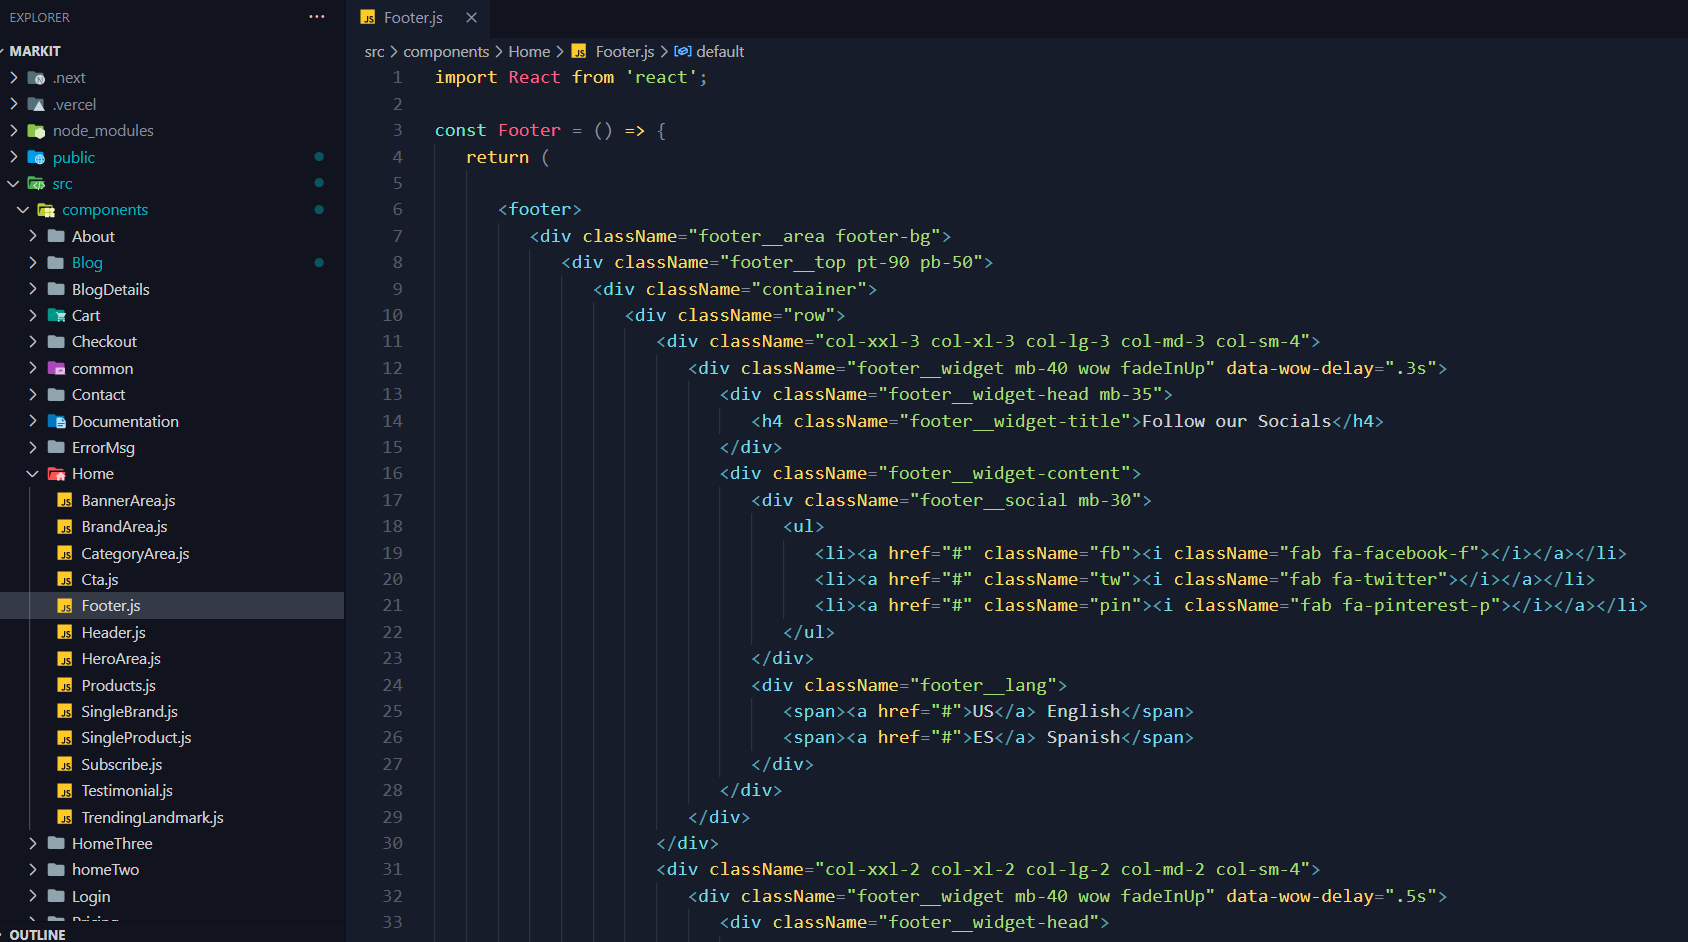 EXPLORER
MARKIT
.next
.vercel
node_modules
public
src
components
About
Blog
BlogDetails
Cart
Checkout
common
Contact
Documentation
ErrorMsg
Home
BannerArea.js
BrandArea.js
CategoryArea.js
Cta.js
Footer.js
Header.js
HeroArea.js
Products.js
SingleBrand.js
SingleProduct.js
Subscribe.js
Testimonial.js
TrendingLandmark.js
HomeThree
homeTwo
Login
Pricing
OUTLINE
JS Footer.js
src > components > Home > JS Footer.js > default
1 import React from 'react';
2
3 const Footer = () => {
4 return (
5
6 <footer>
7 <div className="footer__area footer-bg">
8 <div className="footer__top pt-90 pb-50">
9 <div className="container">
10 <div className="row">
11 <div className="col-xxl-3 col-xl-3 col-lg-3 col-md-3 col-sm-4">
12 <div className="footer__widget mb-40 wow fadeInUp" data-wow-delay=".3s">
13 <div className="footer__widget-head mb-35">
14 <h4 className="footer__widget-title">Follow our Socials</h4>
15 </div>
16 <div className="footer__widget-content">
17 <div className="footer__social mb-30">
18 <ul>
19 <li><a href="#" className="fb"><i className="fab fa-facebook-f"></i></a></li>
20 <li><a href="#" className="tw"><i className="fab fa-twitter"></i></a></li>
21 <li><a href="#" className="pin"><i className="fab fa-pinterest-p"></i></a></li>
22 </ul>
23 </div>
24 <div className="footer__lang">
25 <span><a href="#">US</a> English</span>
26 <span><a href="#">ES</a> Spanish</span>
27 </div>
28 </div>
29 </div>
30 </div>
31 <div className="col-xxl-2 col-xl-2 col-lg-2 col-md-2 col-sm-4">
32 <div className="footer__widget mb-40 wow fadeInUp" data-wow-delay=".5s">
33 <div className="footer__widget-head">